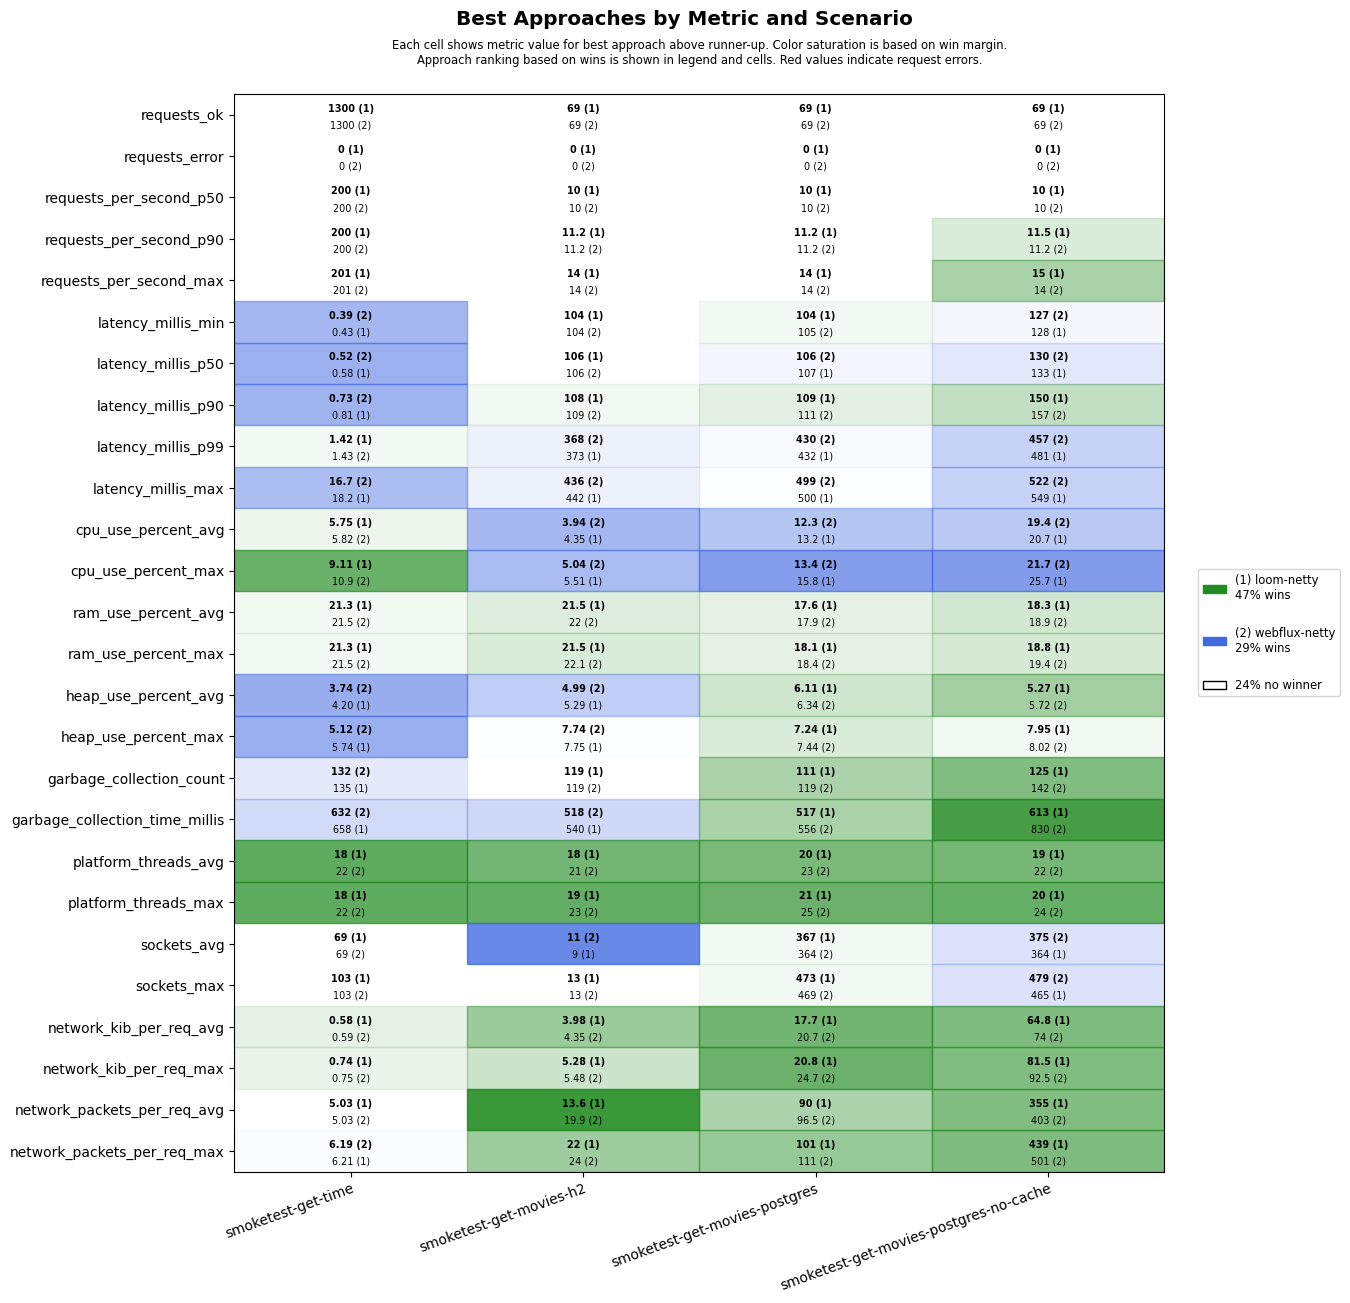 Best Approaches by Metric and Scenario
Each cell shows metric value for best approach above runner-up. Color saturation is based on win margin.
Approach ranking based on wins is shown in legend and cells. Red values indicate request errors.
requests_ok
1300 (1) 69 (1) 69 (1) 69 (1)
1300 (2) 69 (2) 69 (2) 69 (2)
requests_error
0 (1) 0 (1) 0 (1) 0 (1)
0 (2) 0 (2) 0 (2) 0 (2)
requests_per_second_p50
200 (1) 10 (1) 10 (1) 10 (1)
200 (2) 10 (2) 10 (2) 10 (2)
requests_per_second_p90
200 (1) 11.2 (1) 11.2 (1) 11.5 (1)
200 (2) 11.2 (2) 11.2 (2) 11.2 (2)
requests_per_second_max
201 (1) 14 (1) 14 (1) 15 (1)
201 (2) 14 (2) 14 (2) 14 (2)
latency_millis_min
0.39 (2) 104 (1) 104 (1) 127 (2)
0.43 (1) 104 (2) 105 (2) 128 (1)
latency_millis_p50
0.52 (2) 106 (1) 106 (2) 130 (2)
0.58 (1) 106 (2) 107 (1) 133 (1)
latency_millis_p90
0.73 (2) 108 (1) 109 (1) 150 (1)
0.81 (1) 109 (2) 111 (2) 157 (2)
latency_millis_p99
1.42 (1) 368 (2) 430 (2) 457 (2)
1.43 (2) 373 (1) 432 (1) 481 (1)
latency_millis_max
16.7 (2) 436 (2) 499 (2) 522 (2)
18.2 (1) 442 (1) 500 (1) 549 (1)
cpu_use_percent_avg
5.75 (1) 3.94 (2) 12.3 (2) 19.4 (2)
5.82 (2) 4.35 (1) 13.2 (1) 20.7 (1)
cpu_use_percent_max
9.11 (1) 5.04 (2) 13.4 (2) 21.7 (2)
10.9 (2) 5.51 (1) 15.8 (1) 25.7 (1)
ram_use_percent_avg
21.3 (1) 21.5 (1) 17.6 (1) 18.3 (1)
21.5 (2) 22 (2) 17.9 (2) 18.9 (2)
ram_use_percent_max
21.3 (1) 21.5 (1) 18.1 (1) 18.8 (1)
21.5 (2) 22.1 (2) 18.4 (2) 19.4 (2)
heap_use_percent_avg
3.74 (2) 4.99 (2) 6.11 (1) 5.27 (1)
4.20 (1) 5.29 (1) 6.34 (2) 5.72 (2)
heap_use_percent_max
5.12 (2) 7.74 (2) 7.24 (1) 7.95 (1)
5.74 (1) 7.75 (1) 7.44 (2) 8.02 (2)
garbage_collection_count
132 (2) 119 (1) 111 (1) 125 (1)
135 (1) 119 (2) 119 (2) 142 (2)
garbage_collection_time_millis
632 (2) 518 (2) 517 (1) 613 (1)
658 (1) 540 (1) 556 (2) 830 (2)
platform_threads_avg
18 (1) 18 (1) 20 (1) 19 (1)
22 (2) 21 (2) 23 (2) 22 (2)
platform_threads_max
18 (1) 19 (1) 21 (1) 20 (1)
22 (2) 23 (2) 25 (2) 24 (2)
sockets_avg
69 (1) 11 (2) 367 (1) 375 (2)
69 (2) 9 (1) 364 (2) 364 (1)
sockets_max
103 (1) 13 (1) 473 (1) 479 (2)
103 (2) 13 (2) 469 (2) 465 (1)
network_kib_per_req_avg
0.58 (1) 3.98 (1) 17.7 (1) 64.8 (1)
0.59 (2) 4.35 (2) 20.7 (2) 74 (2)
network_kib_per_req_max
0.74 (1) 5.28 (1) 20.8 (1) 81.5 (1)
0.75 (2) 5.48 (2) 24.7 (2) 92.5 (2)
network_packets_per_req_avg
5.03 (1) 13.6 (1) 90 (1) 355 (1)
5.03 (2) 19.9 (2) 96.5 (2) 403 (2)
network_packets_per_req_max
6.19 (2) 22 (1) 101 (1) 439 (1)
6.21 (1) 24 (2) 111 (2) 501 (2)
smoketest-get-time
smoketest-get-movies-h2
smoketest-get-movies-postgres
smoketest-get-movies-postgres-no-cache
(1) loom-netty
47% wins
(2) webflux-netty
29% wins
24% no winner